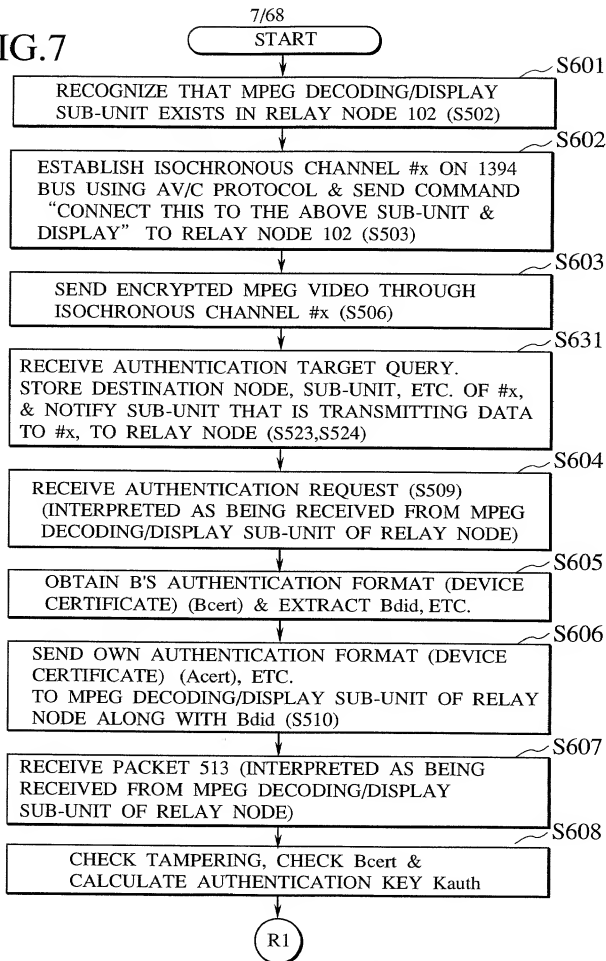 7/68
IG.7
START
S601
RECOGNIZE THAT MPEG DECODING/DISPLAY
SUB-UNIT EXISTS IN RELAY NODE 102 (S502)
S602
ESTABLISH ISOCHRONOUS CHANNEL #x ON 1394
BUS USING AV/C PROTOCOL & SEND COMMAND
“CONNECT THIS TO THE ABOVE SUB-UNIT &
DISPLAY” TO RELAY NODE 102 (S503)
S603
SEND ENCRYPTED MPEG VIDEO THROUGH
ISOCHRONOUS CHANNEL #x (S506)
S631
RECEIVE AUTHENTICATION TARGET QUERY.
STORE DESTINATION NODE, SUB-UNIT, ETC. OF #x,
& NOTIFY SUB-UNIT THAT IS TRANSMITTING DATA
TO #x, TO RELAY NODE (S523,S524)
S604
RECEIVE AUTHENTICATION REQUEST (S509)
(INTERPRETED AS BEING RECEIVED FROM MPEG
DECODING/DISPLAY SUB-UNIT OF RELAY NODE)
S605
OBTAIN B'S AUTHENTICATION FORMAT (DEVICE
CERTIFICATE) (Bcert) & EXTRACT Bdid, ETC.
S606
SEND OWN AUTHENTICATION FORMAT (DEVICE
CERTIFICATE) (Acert), ETC.
TO MPEG DECODING/DISPLAY SUB-UNIT OF RELAY
NODE ALONG WITH Bdid (S510)
S607
RECEIVE PACKET 513 (INTERPRETED AS BEING
RECEIVED FROM MPEG DECODING/DISPLAY
SUB-UNIT OF RELAY NODE)
S608
CHECK TAMPERING, CHECK Bcert &
CALCULATE AUTHENTICATION KEY Kauth
R1